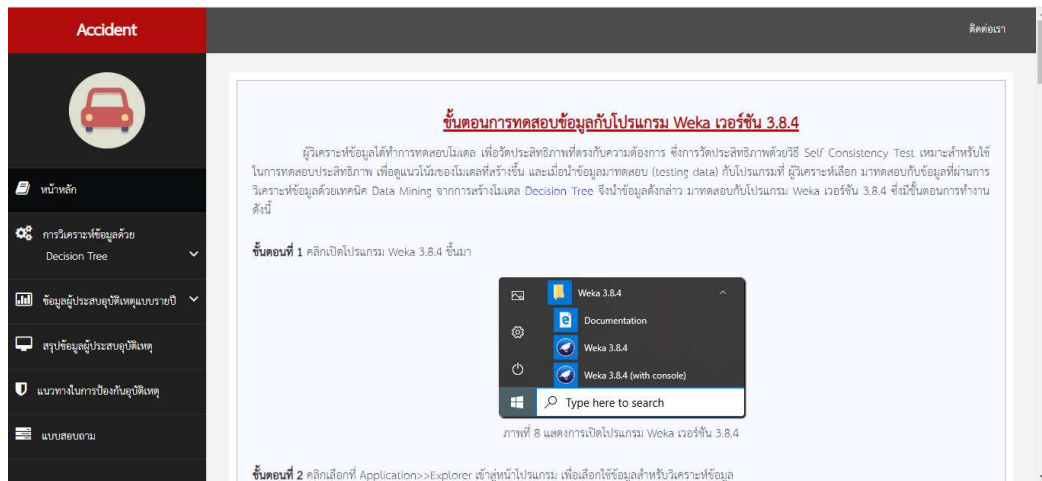 Accident
ติดต่อเรา
หน้าหลัก
การวิเคราะห์ข้อมูลด้วย
Decision Tree
ข้อมูลผู้ประสบอุบัติเหตุแบบรายปี
สรุปข้อมูลผู้ประสบอุบัติเหตุ
แนวทางในการป้องกันอุบัติเหตุ
แบบสอบถาม
ขั้นตอนการทดสอบข้อมูลกับโปรแกรม Weka เวอร์ชัน 3.8.4
ผู้วิเคราะห์ข้อมูลได้ทำการทดสอบโมเดล เพื่อวัดประสิทธิภาพที่ตรงกับความต้องการ ซึ่งการวัดประสิทธิภาพด้วยวิธี Self Consistency Test เหมาะสำหรับใช้
ในการทดสอบประสิทธิภาพ เพื่อดูแนวโน้มของโมเดลที่สร้างขึ้น และเมื่อนำข้อมูลมาทดสอบ (testing data) กับโปรแกรมที่ ผู้วิเคราะห์เลือก มาทดสอบกับข้อมูลที่ผ่านการ
วิเคราะห์ข้อมูลด้วยเทคนิค Data Mining จากการสร้างโมเดล Decision Tree จึงนำข้อมูลดังกล่าว มาทดสอบกับโปรแกรม Weka เวอร์ชัน 3.8.4 ซึ่งมีขั้นตอนการทำงาน
ดังนี้
ขั้นตอนที่ 1 คลิกเปิดโปรแกรม Weka 3.8.4 ขึ้นมา
Weka 3.8.4
Documentation
Weka 3.8.4
Weka 3.8.4 (with console)
Type here to search
ภาพที่ 8 แสดงการเปิดโปรแกรม Weka เวอร์ชัน 3.8.4
ขั้นตอนที่ 2 คลิกเลือกที่ Application>>Explorer เข้าสู่หน้าโปรแกรม เพื่อเลือกใช้ข้อมูลสำหรับวิเคราะห์ข้อมูล